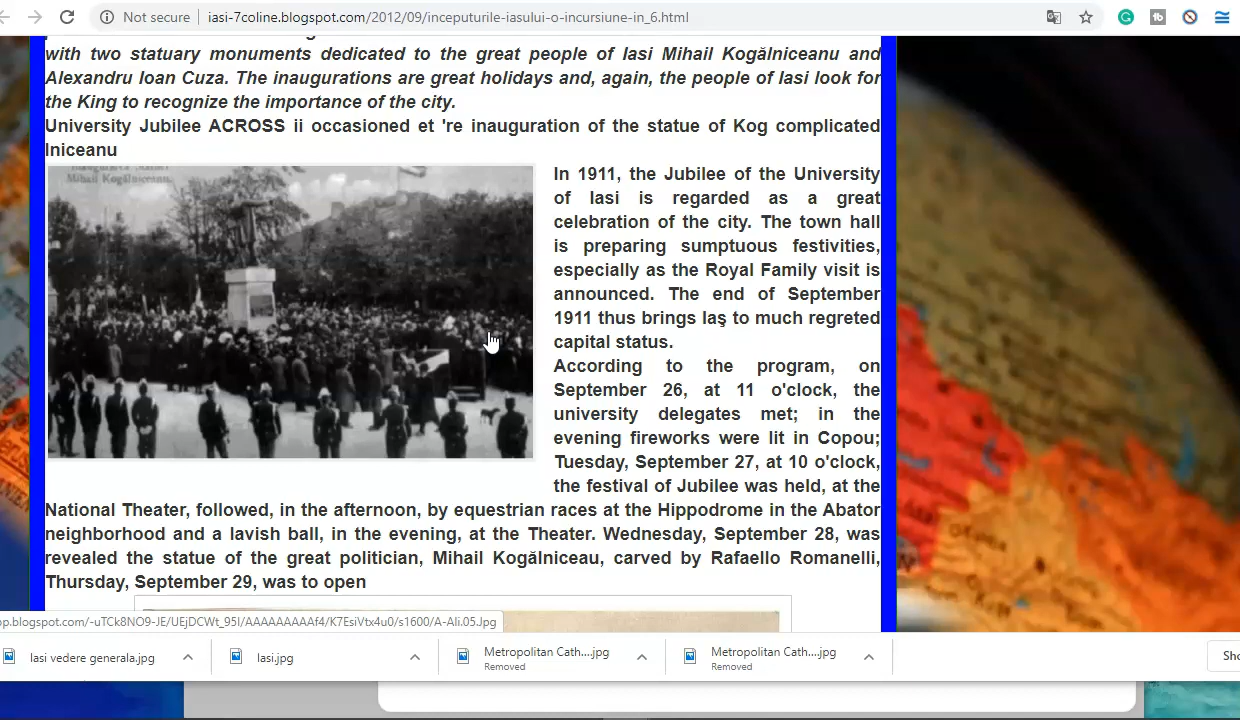 Not secure
iasi-7coline.blogspot.com/2012/09/inceputurile-iasului-o-incursiune-in_6.html
with two statuary monuments dedicated to the great people of Iasi Mihail Kogălniceanu and
Alexandru Ioan Cuza. The inaugurations are great holidays and, again, the people of Iasi look for
the King to recognize the importance of the city.
University Jubilee ACROSS ii occasioned et 're inauguration of the statue of Kog complicated
Iniceanu
Mihail Kogălniceanu
In 1911, the Jubilee of the University
of Iasi is regarded as a great
celebration of the city. The town hall
is preparing sumptuous festivities,
especially as the Royal Family visit is
announced. The end of September
1911 thus brings Iaş to much regreted
capital status.
According to the program, on
September 26, at 11 o'clock, the
university delegates met; in the
evening fireworks were lit in Copou;
Tuesday, September 27, at 10 o'clock,
the festival of Jubilee was held, at the
National Theater, followed, in the afternoon, by equestrian races at the Hippodrome in the Abator
neighborhood and a lavish ball, in the evening, at the Theater. Wednesday, September 28, was
revealed the statue of the great politician, Mihail Kogălniceau, carved by Rafaello Romanelli,
Thursday, September 29, was to open
op.blogspot.com/-uTCk8NO9-JE/UEjDCWt_95I/AAAAAAAAAf4/K7EsiVtx4u0/s1600/A-Ali.05.Jpg
Iasi vedere generala.jpg
Iasi.jpg
Metropolitan Cath....jpg
Removed
Metropolitan Cath....jpg
Removed
Sho